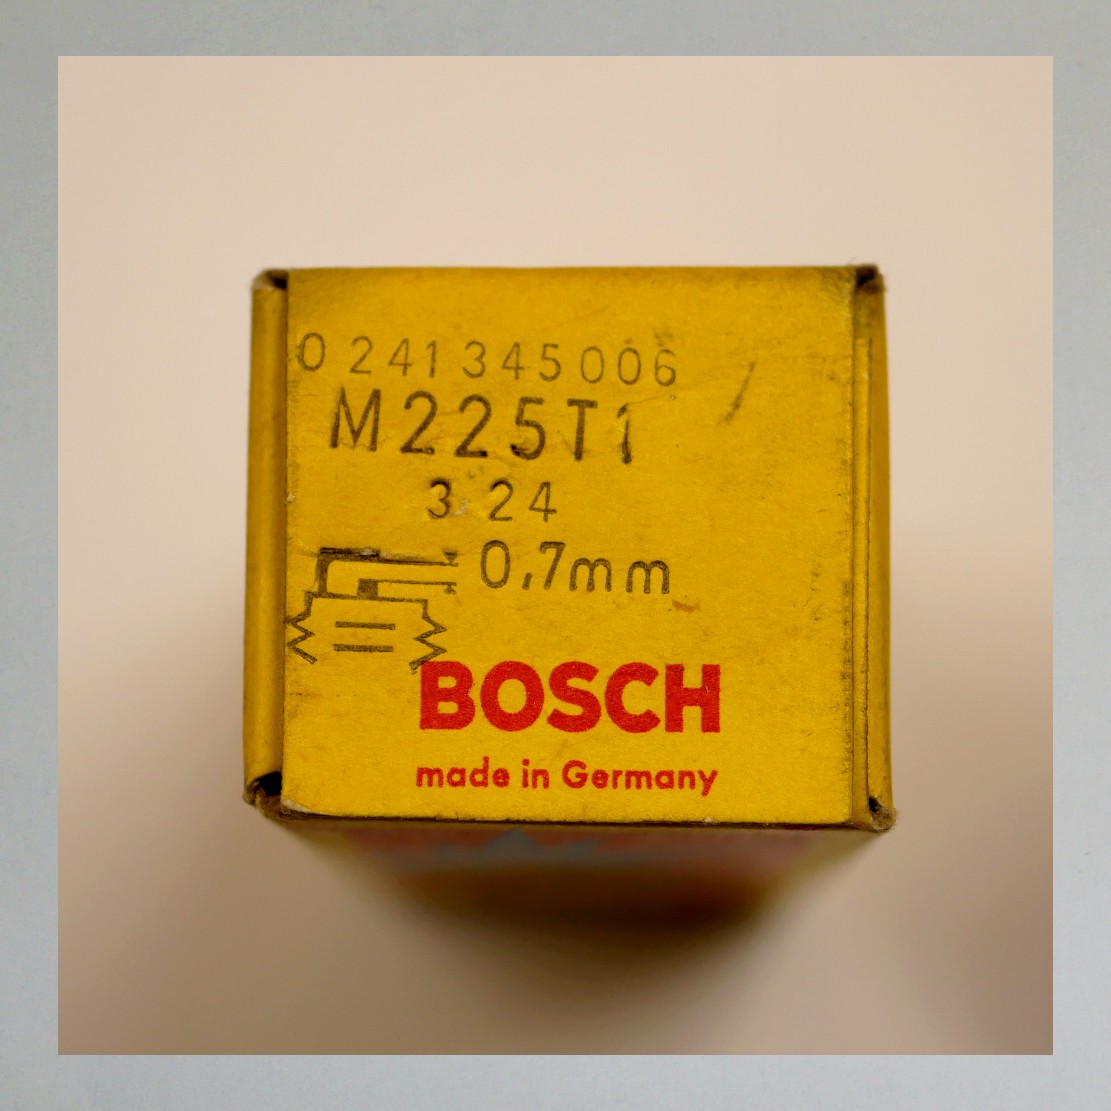 0 241 345 006
M225T1
3 24
0,7mm
BOSCH
made in Germany